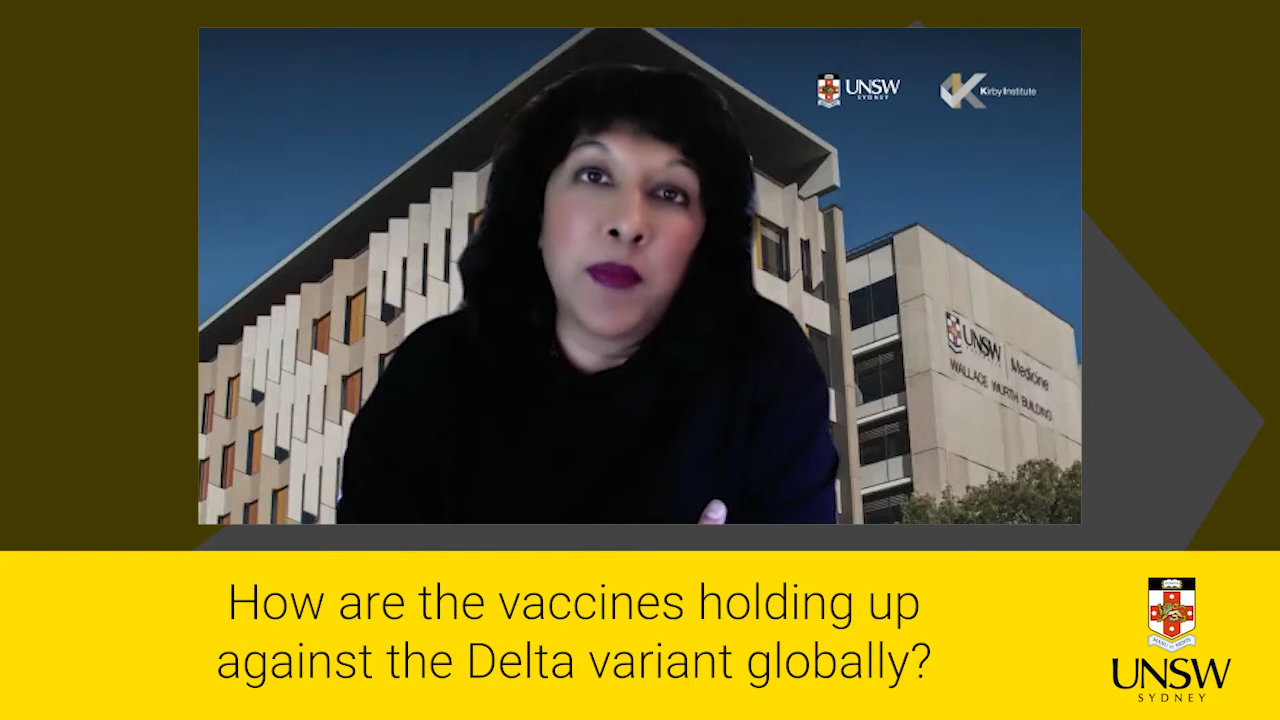 UNSW
SYDNEY
Kirby Institute
UNSW
Medicine
WALLACE WURTH BUILDING
How are the vaccines holding up
against the Delta variant globally?
UNSW
SYDNEY